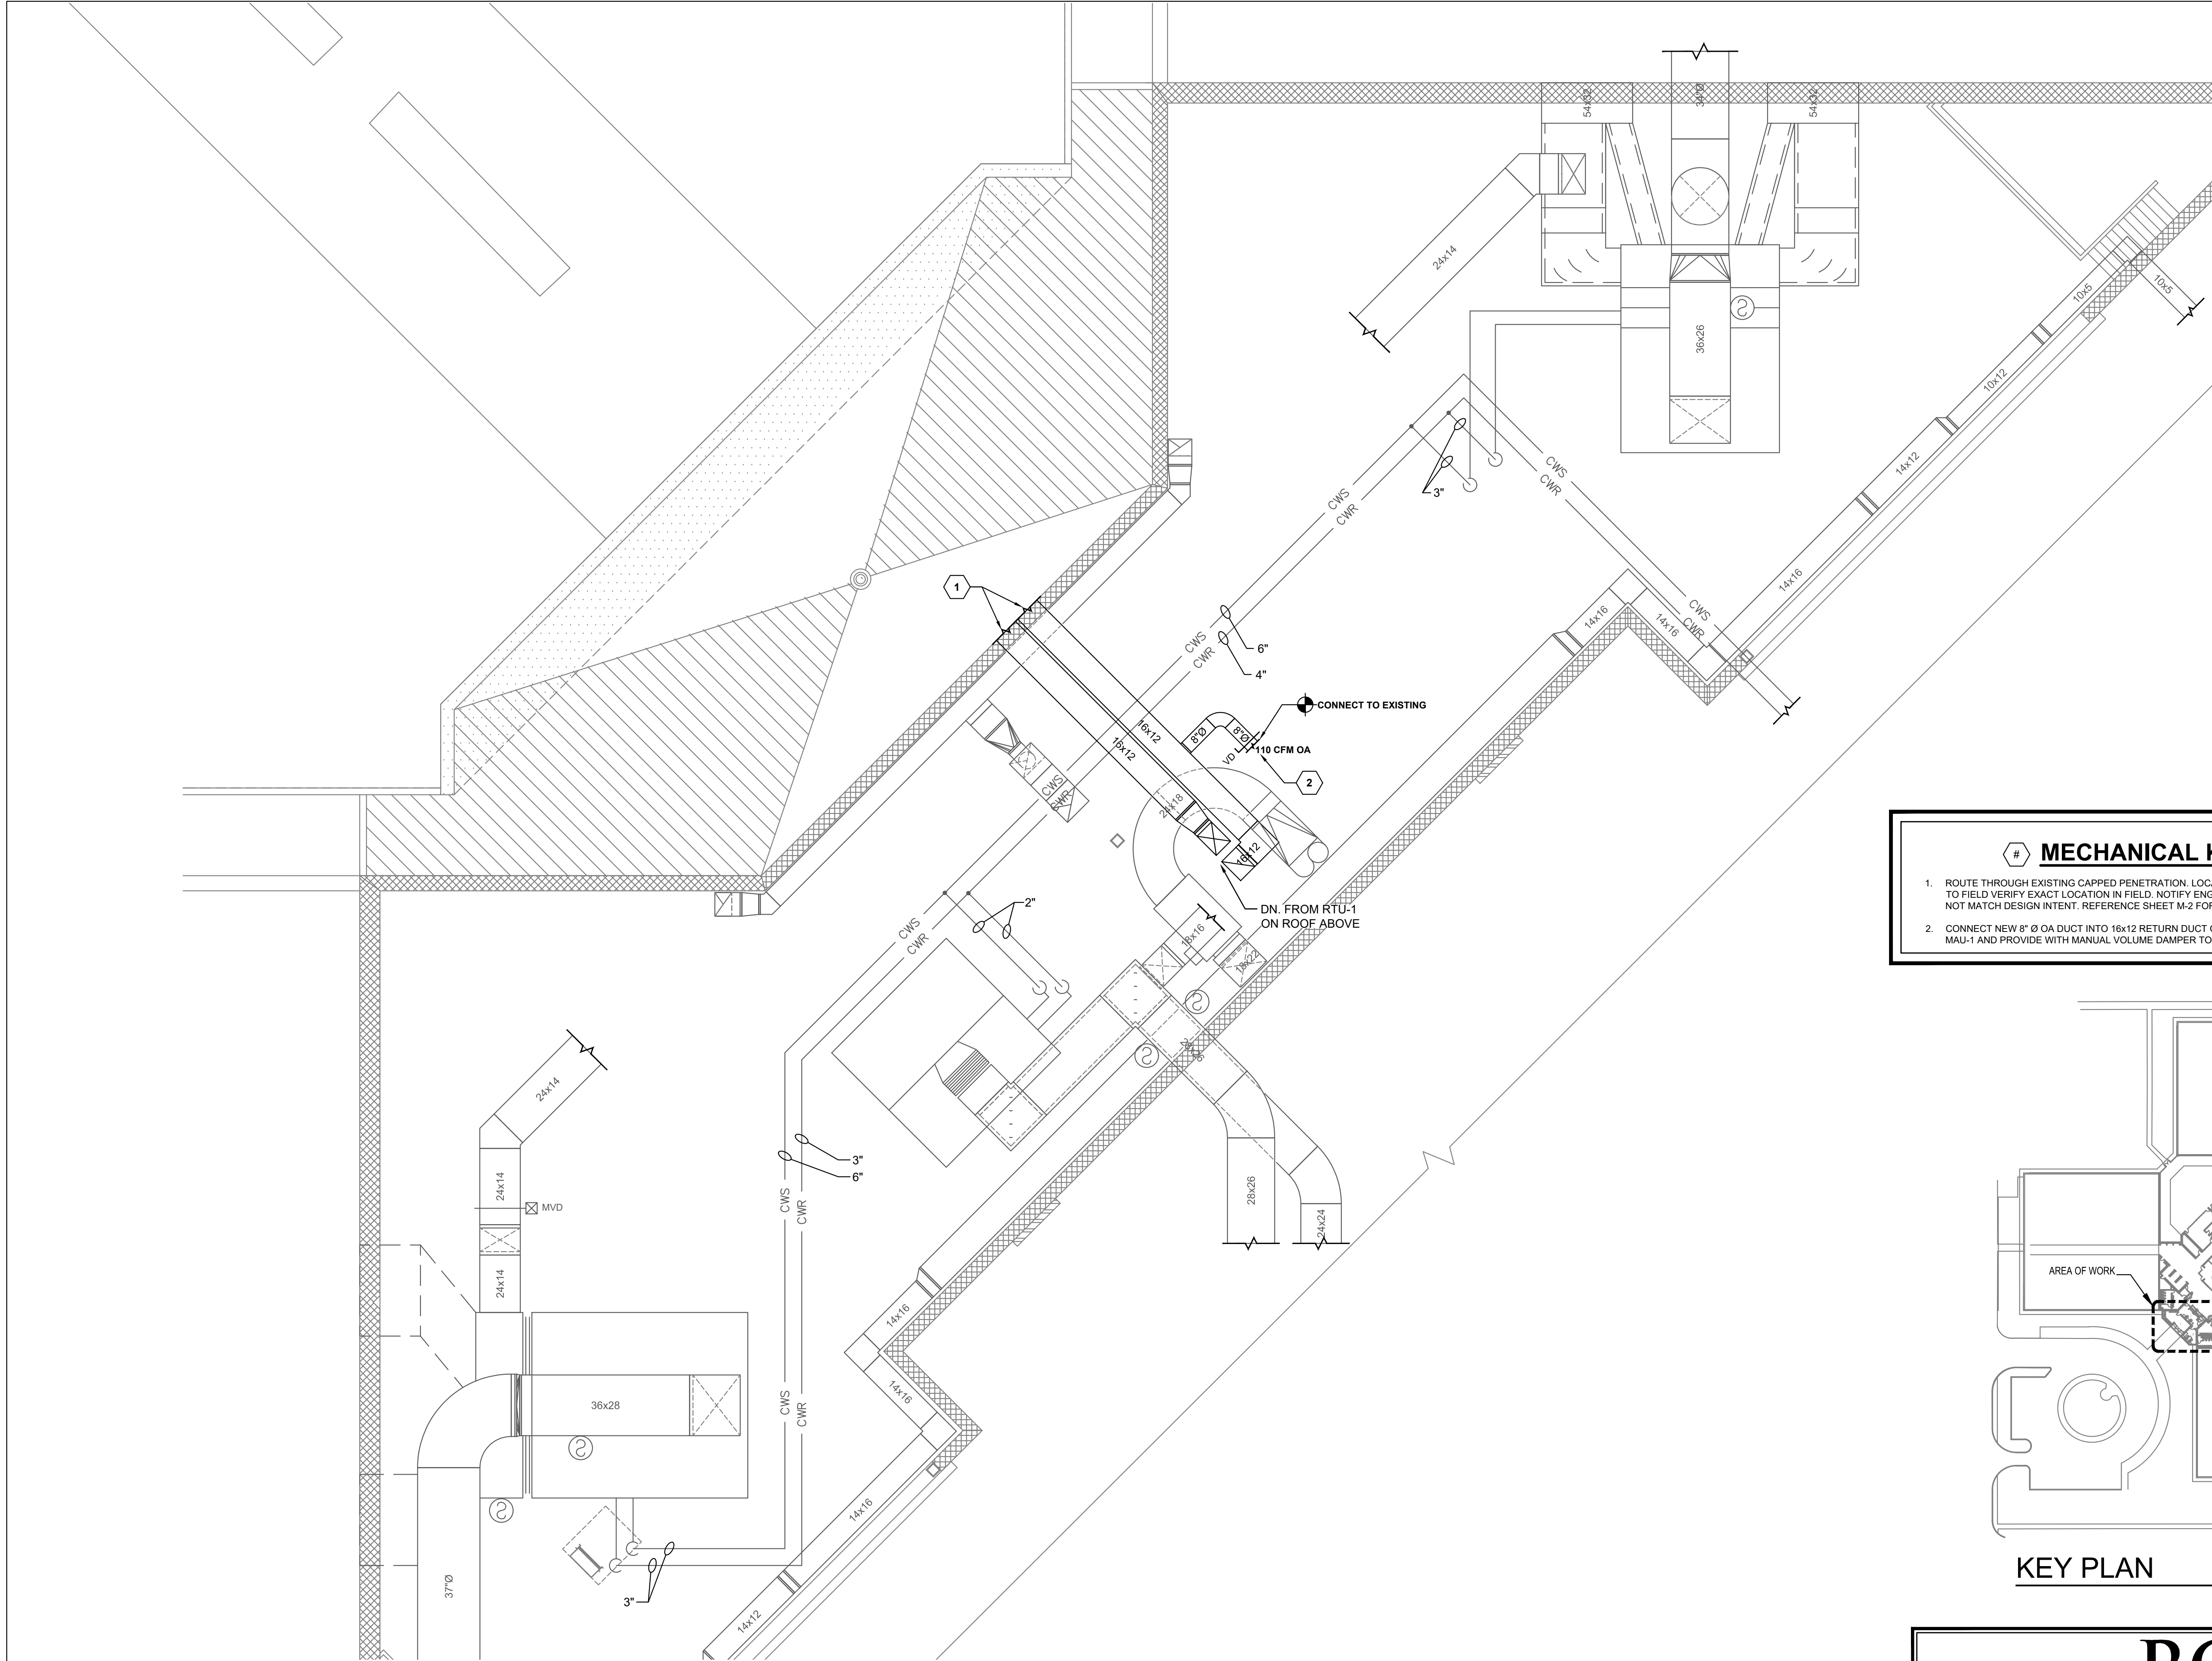 54x32
34"Ø
54x32
24x14
36x26
10x5
10x5
10x12
14x12
14x16
CWS
CWR
3"
CWS
CWR
1
14x16
14x16
CWS
CWR
CWS
CWR
6"
4"
CONNECT TO EXISTING
8"Ø
8"Ø
110 CFM OA
VD
2
16x12
16x12
CWS
CWR
24x18
16x12
DN. FROM RTU-1
ON ROOF ABOVE
# MECHANICAL
1. ROUTE THROUGH EXISTING CAPPED PENETRATION.
TO FIELD VERIFY EXACT LOCATION IN FIELD. NOTIFY
NOT MATCH DESIGN INTENT. REFERENCE SHEET M-2
2. CONNECT NEW 8" Ø OA DUCT INTO 16x12 RETURN DUCT
MAU-1 AND PROVIDE WITH MANUAL VOLUME DAMPER TO
2"
CWS
CWR
18x16
18x22
24x14
3"
6"
CWS
CWR
24x14
MVD
28x26
24x24
24x14
14x16
14x16
CWS
CWR
36x28
14x16
37"Ø
3"
14x12
AREA OF WORK
KEY PLAN